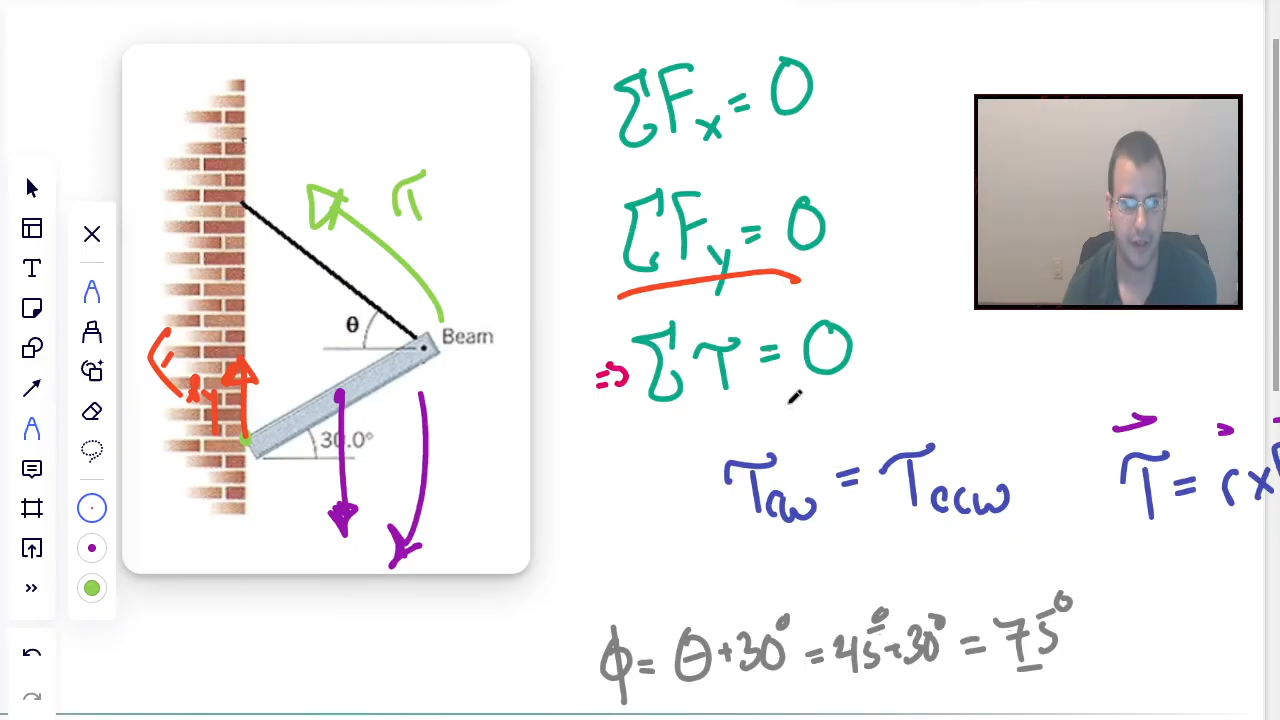 ΣFx = 0
ΣFy = 0
T
θ
Beam
⇒ Στ = 0
30.0°
τcw = τccw
τ = r x
ϕ = θ + 30° = 45° + 30° = 75°
T